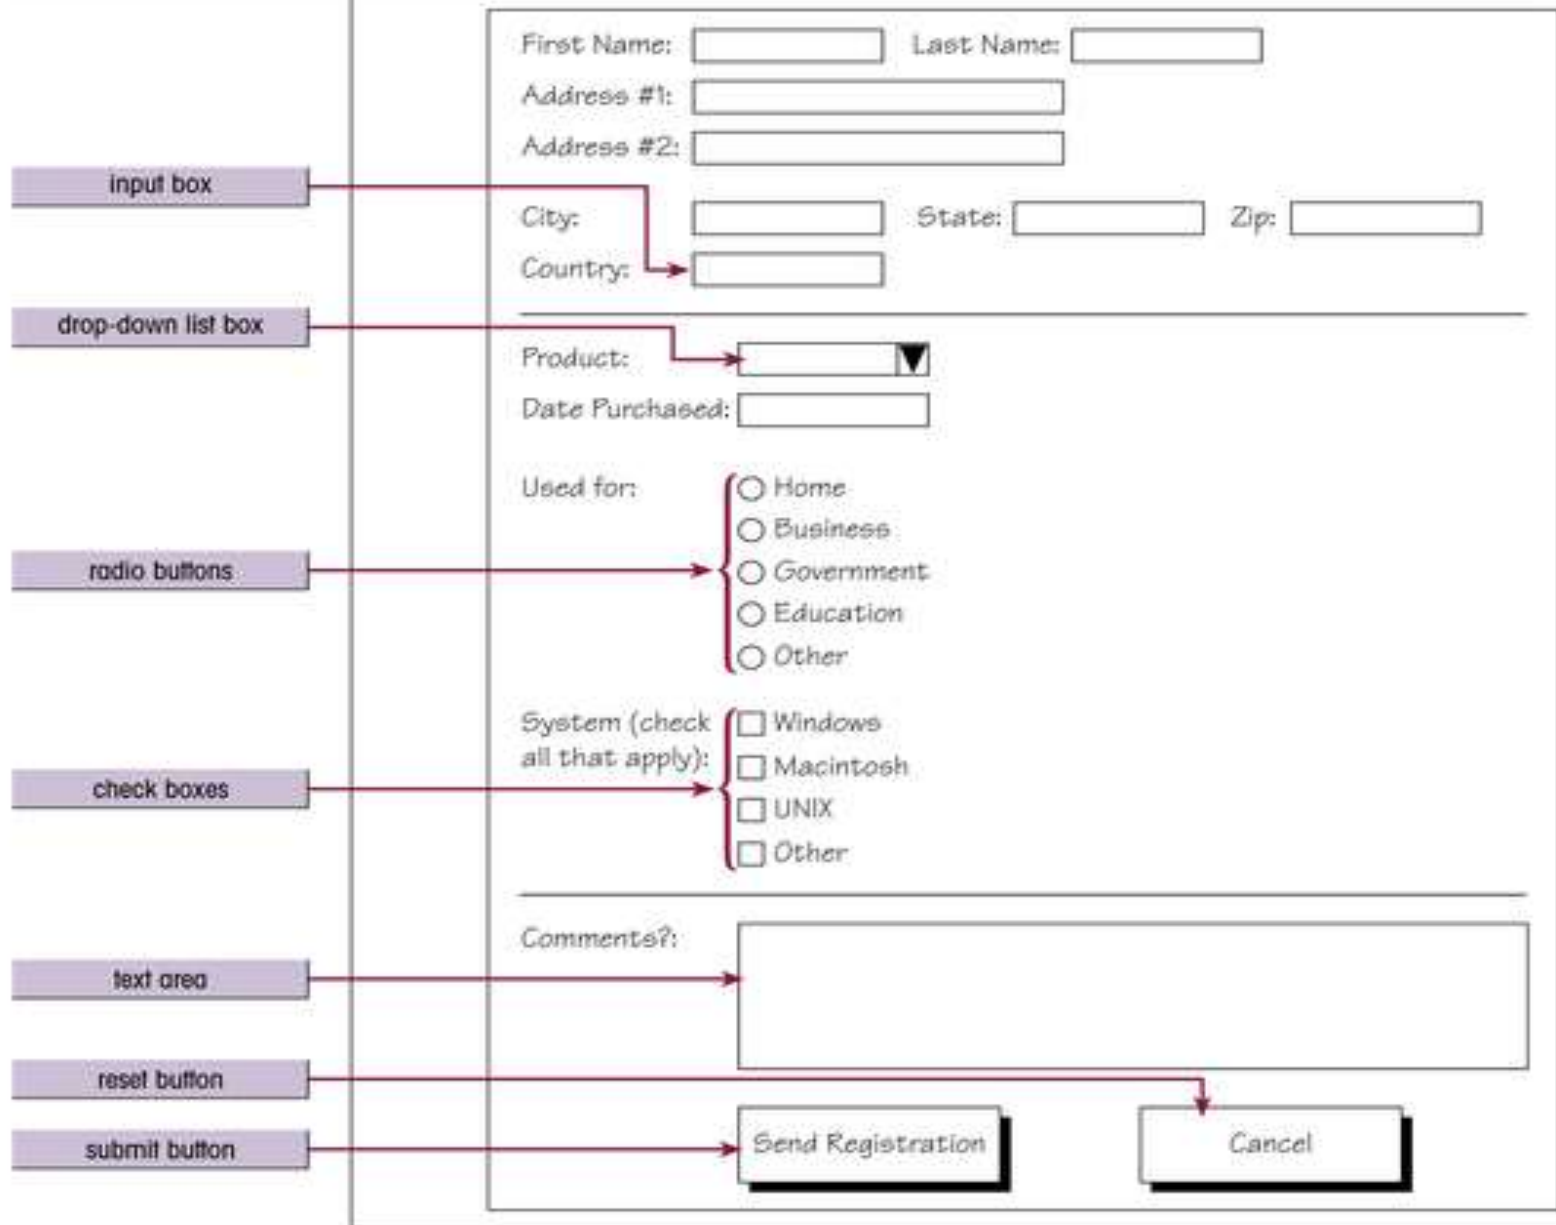 First Name: Last Name:
Address #1:
Address #2:
input box
City: State: Zip:
Country:
drop-down list box
Product:
Date Purchased:
Used for:
Home
Business
radio buttons
Government
Education
Other
System (check
all that apply):
Windows
Macintosh
check boxes
UNIX
Other
Comments?:
text area
reset button
submit button
Send Registration
Cancel